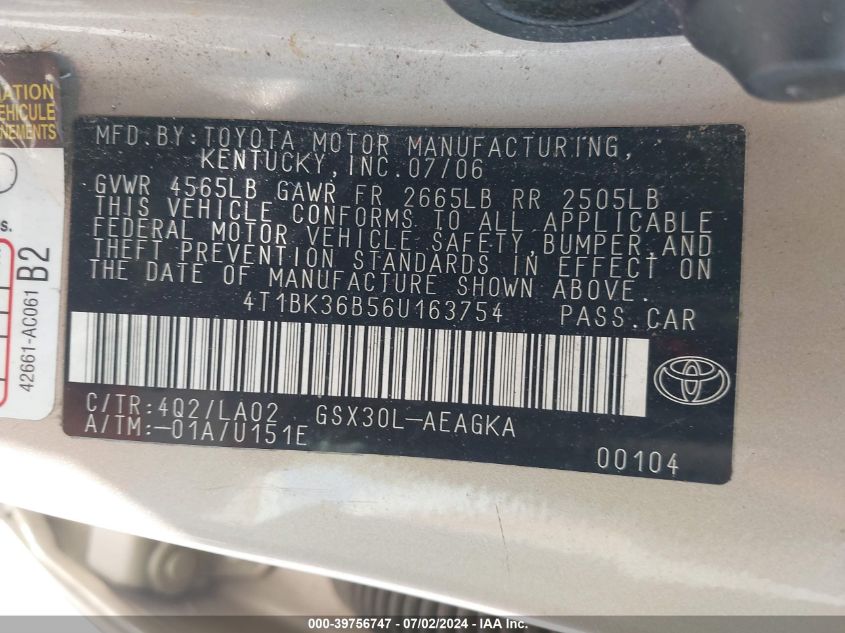 ATION
EHICULE
NEMENTS
s.
42661-AC061 B2
MFD.BY:TOYOTA MOTOR MANUFACTURING,
KENTUCKY, INC.07/06
GVWR 4565LB GAWR FR 2665LB RR 2505LB
THIS VEHICLE CONFORMS TO ALL APPLICABLE
FEDERAL MOTOR VEHICLE SAFETY, BUMPER, AND
THEFT PREVENTION STANDARDS IN EFFECT ON
THE DATE OF MANUFACTURE SHOWN ABOVE.
4T1BK36B56U163754 PASS.CAR
C/TR:4Q2/LA02 GSX30L-AEAGKA
A/TM:-01A/U151E
00104
000-39756747 / 07/02/2024 - IAA Inc.